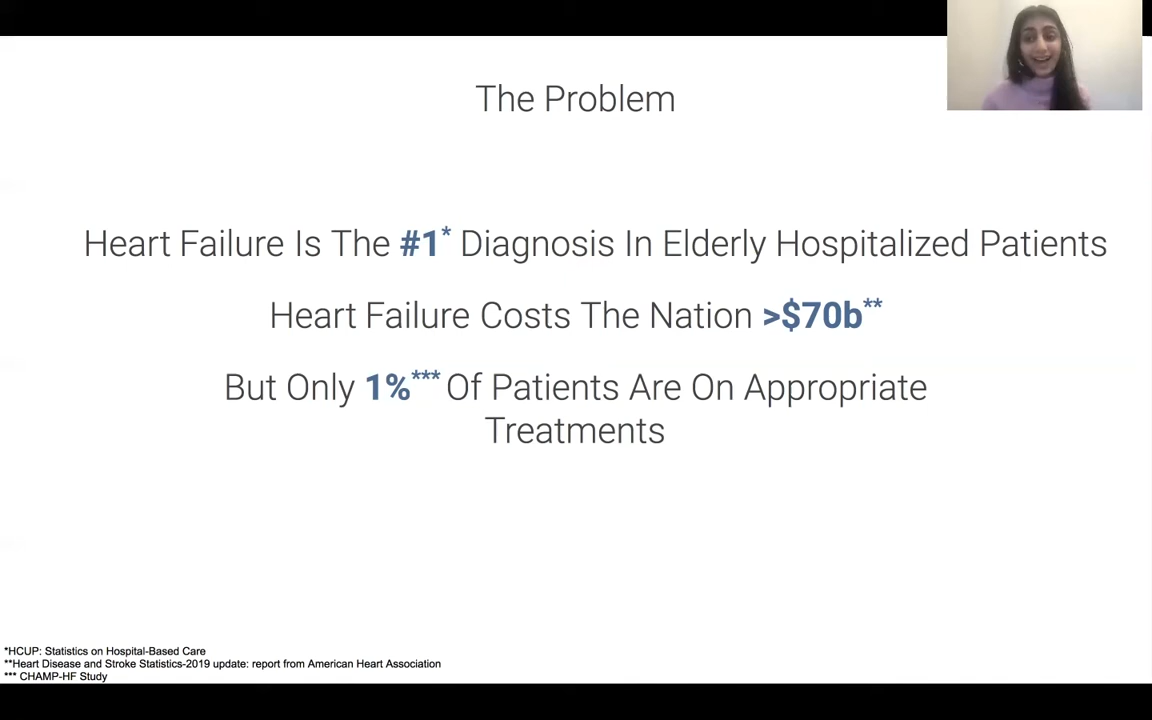 The Problem
Heart Failure Is The #1* Diagnosis In Elderly Hospitalized Patients
Heart Failure Costs The Nation >$70b**
But Only 1%*** Of Patients Are On Appropriate
Treatments
*HCUP: Statistics on Hospital-Based Care
**Heart Disease and Stroke Statistics-2019 update: report from American Heart Association
*** CHAMP-HF Study